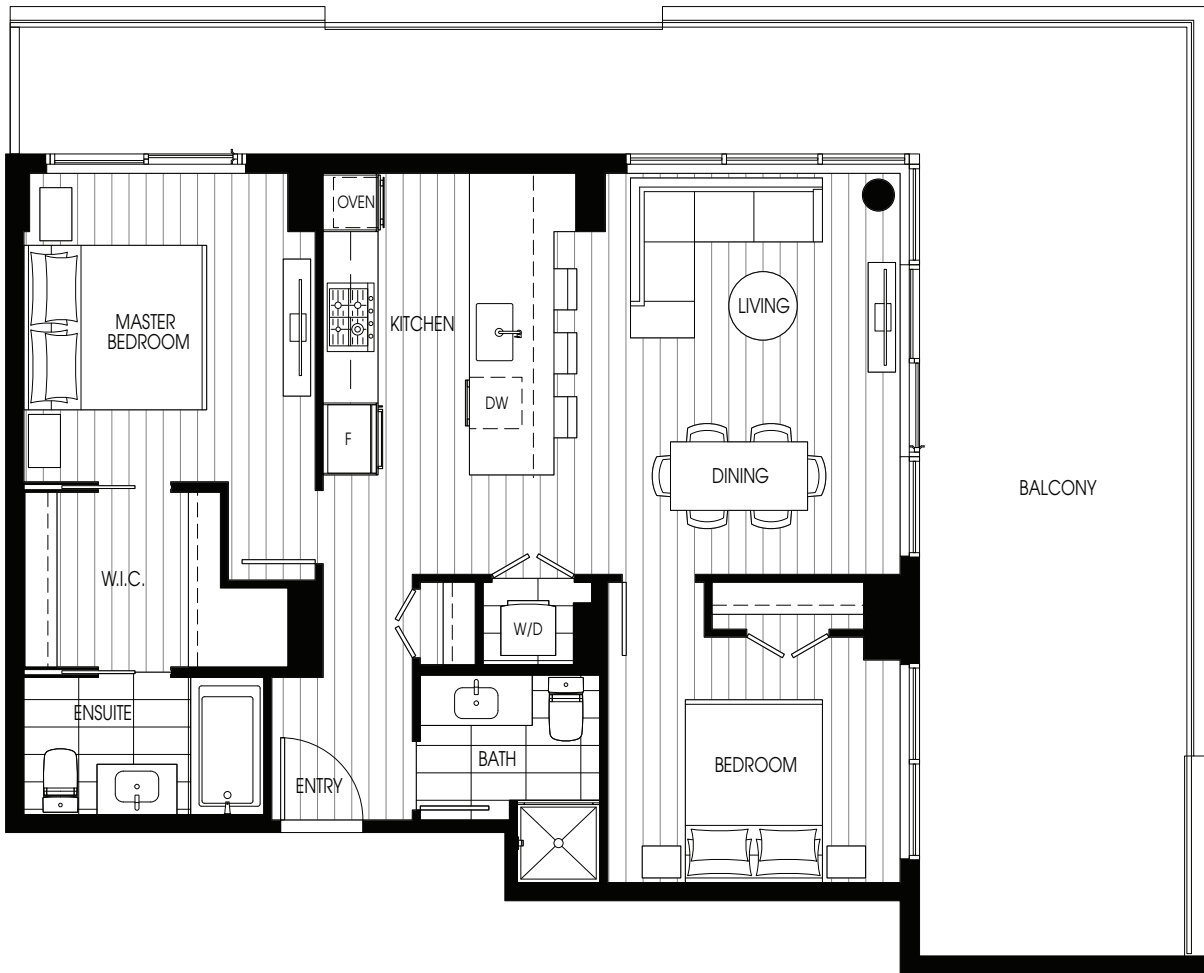 OVEN
LIVING
MASTER
BEDROOM
KITCHEN
DW
F
DINING
BALCONY
W.I.C.
W/D
ENSUITE
BATH
BEDROOM
ENTRY